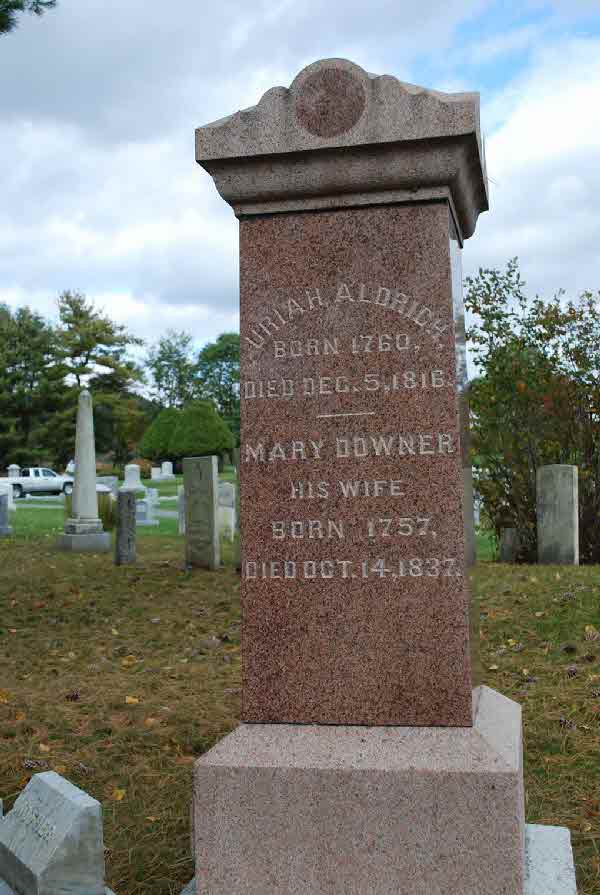 URIAH ALDRICH,
BORN 1760,
DIED DEC. 5, 1816.
MARY DOWNER
HIS WIFE
BORN 1757,
DIED OCT. 14, 1837.